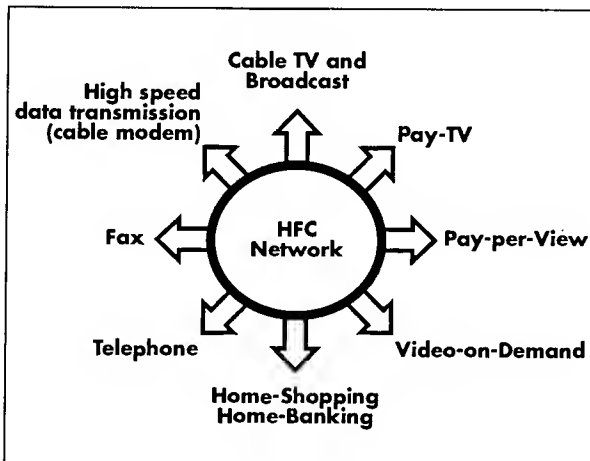 Cable TV and
Broadcast
High speed
data transmission
(cable modem)
Pay-TV
Fax
HFC
Network
Pay-per-View
Telephone
Video-on-Demand
Home-Shopping
Home-Banking